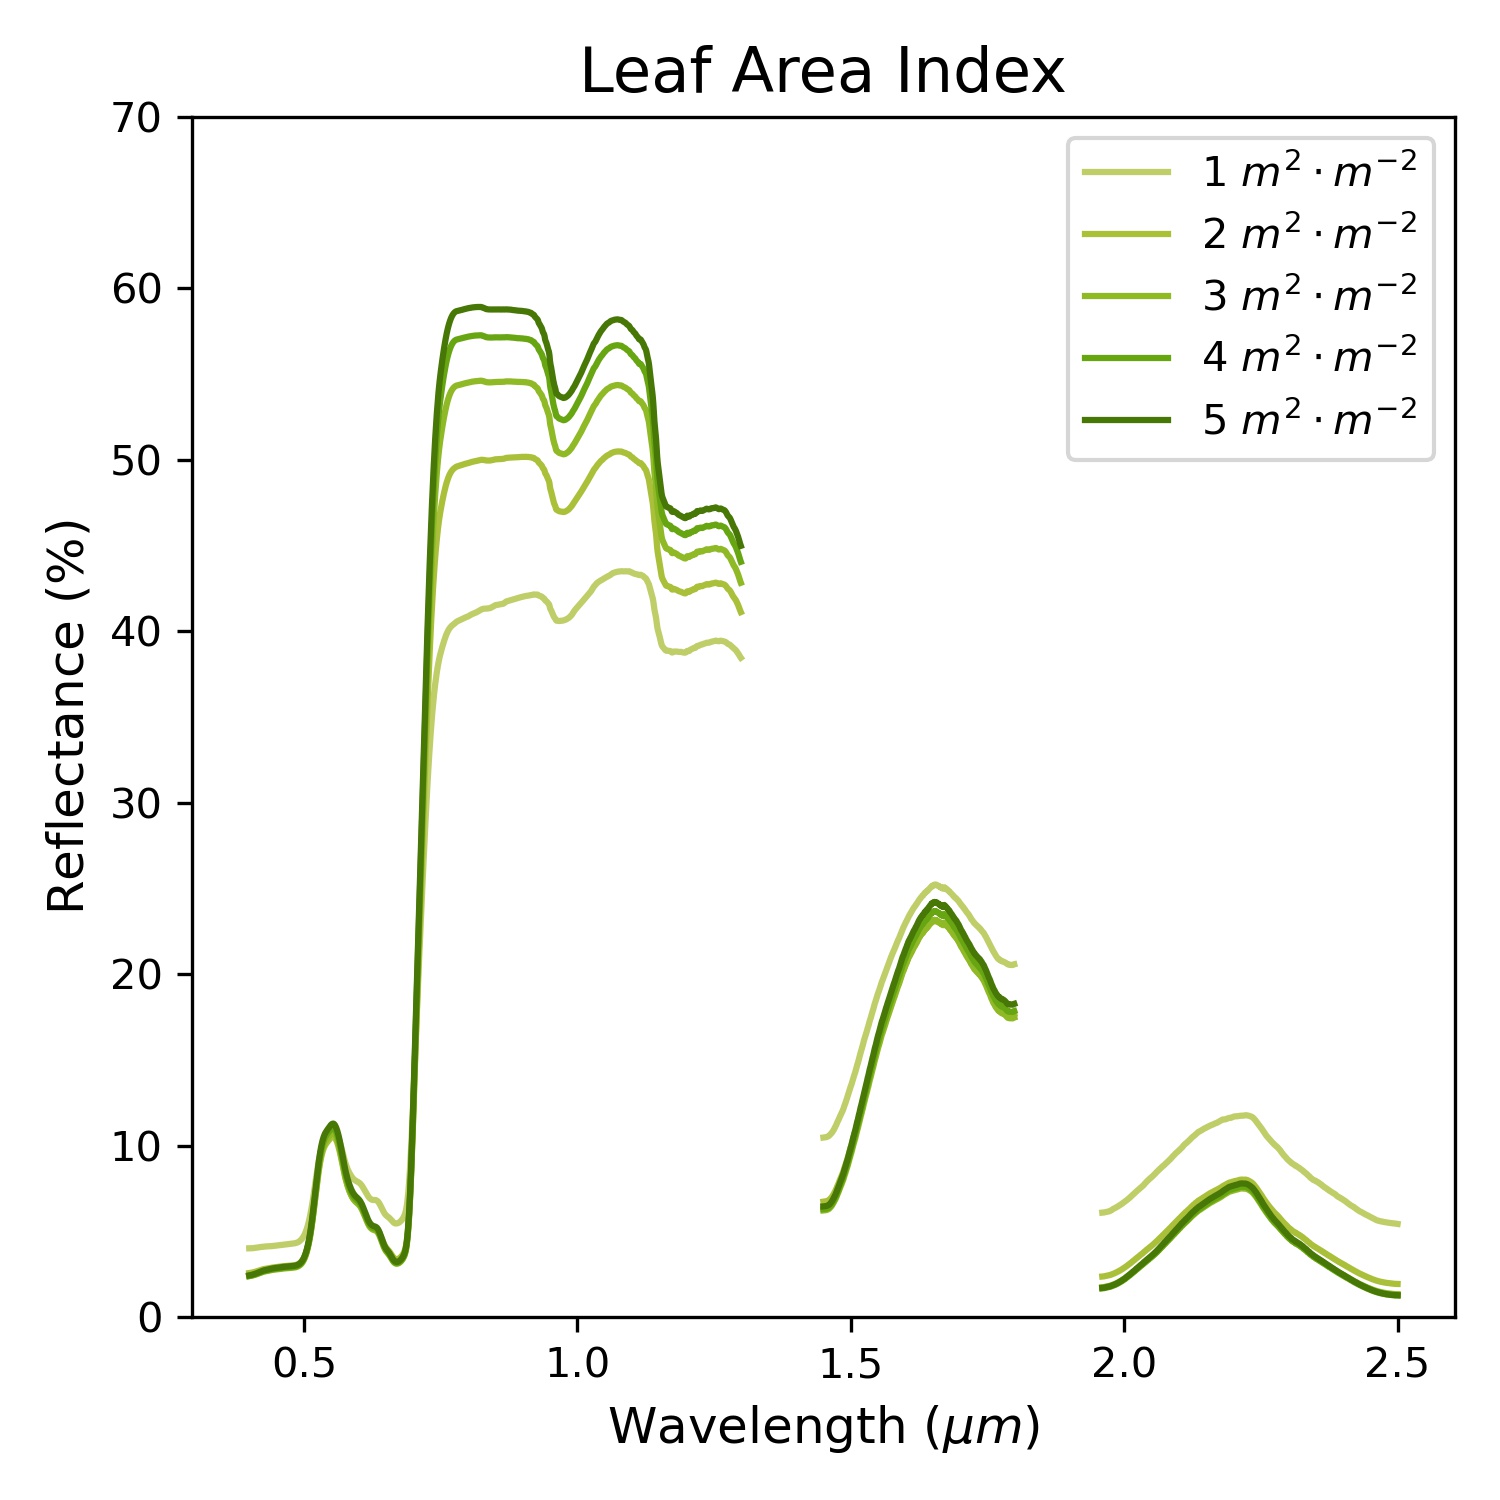 Leaf Area Index
70
60
50
40
30
20
10
0
Reflectance (%)
1 m² · m⁻²
2 m² · m⁻²
3 m² · m⁻²
4 m² · m⁻²
5 m² · m⁻²
0.5 1.0 1.5 2.0 2.5
Wavelength (μm)